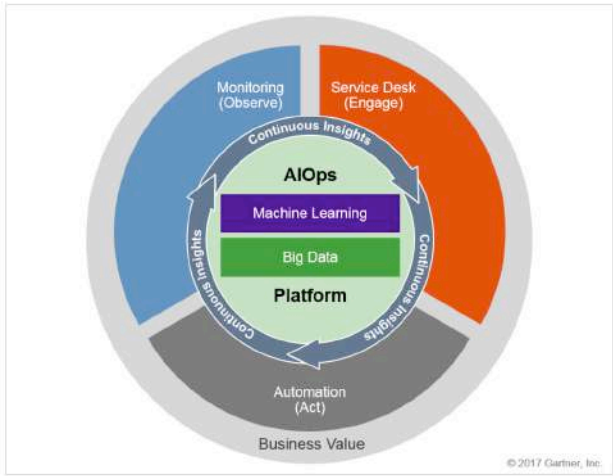 Monitoring
(Observe)
Service Desk
(Engage)
Continuous Insights
AIOps
Machine Learning
Big Data
Platform
Continuous Insights
Continuous Insights
Automation
(Act)
Business Value
© 2017 Gartner, Inc.